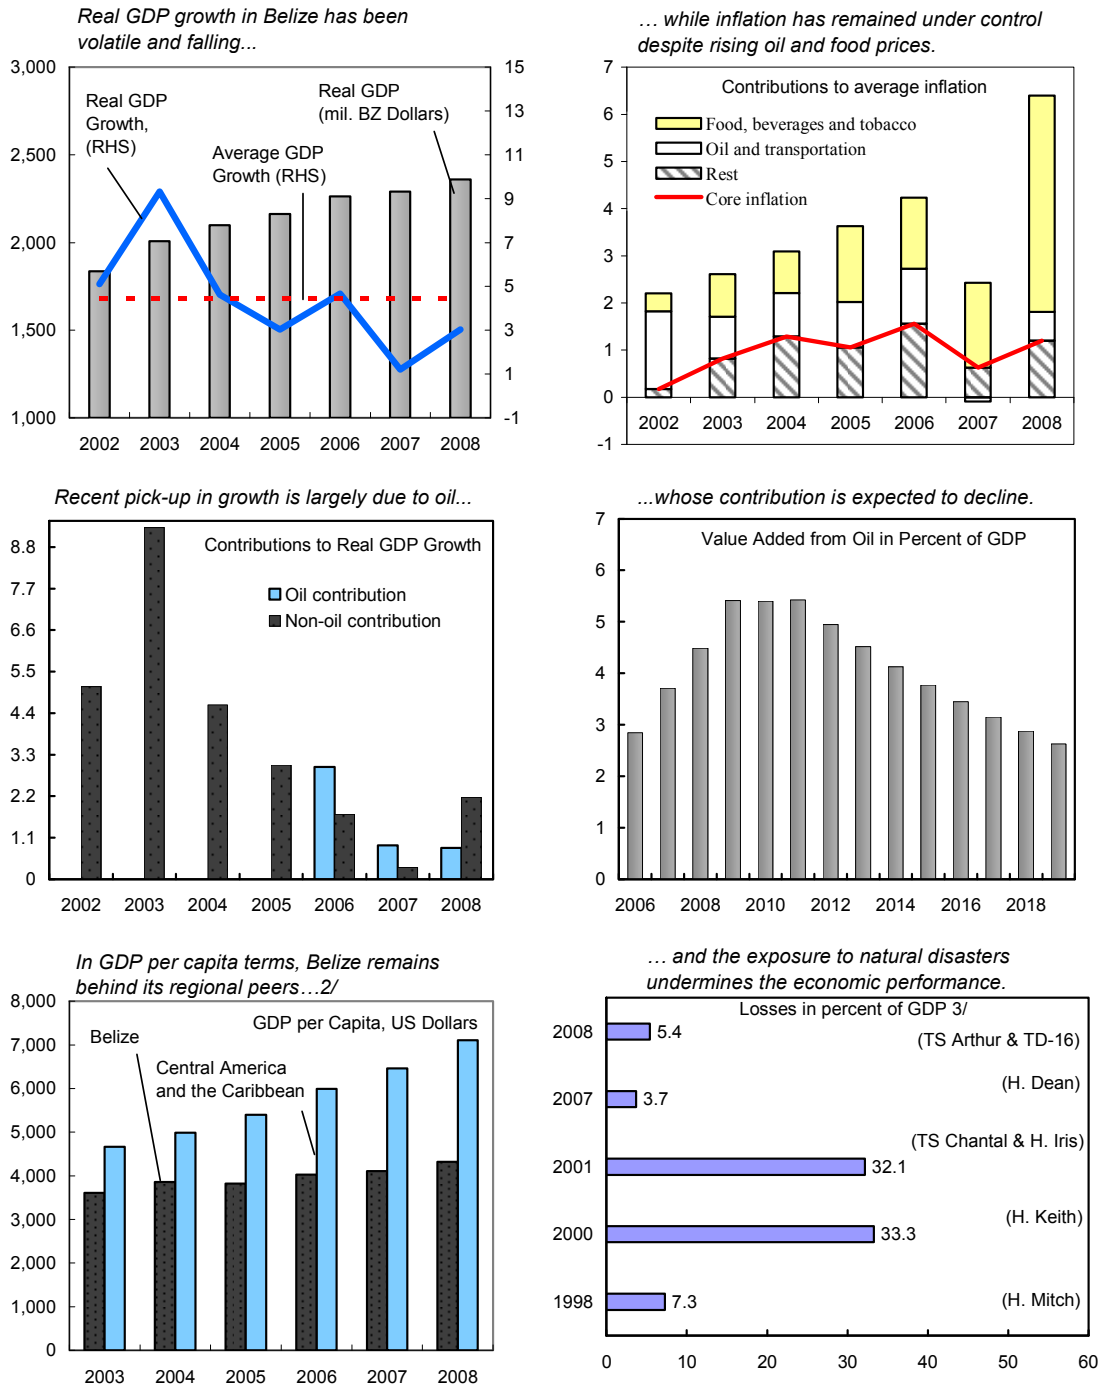 Real GDP growth in Belize has been
volatile and falling...
3,000
2,500
2,000
1,500
1,000
15
13
11
9
7
5
3
1
-1
Real GDP
Growth,
(RHS)
Average GDP
Growth (RHS)
Real GDP
(mil. BZ Dollars)
2002 2003 2004 2005 2006 2007 2008
… while inflation has remained under control
despite rising oil and food prices.
7
6
5
4
3
2
1
0
-1
Contributions to average inflation
Food, beverages and tobacco
Oil and transportation
Rest
Core inflation
2002 2003 2004 2005 2006 2007 2008
Recent pick-up in growth is largely due to oil...
8.8
7.7
6.6
5.5
4.4
3.3
2.2
1.1
0
Contributions to Real GDP Growth
Oil contribution
Non-oil contribution
2002 2003 2004 2005 2006 2007 2008
...whose contribution is expected to decline.
7
6
5
4
3
2
1
0
Value Added from Oil in Percent of GDP
2006 2008 2010 2012 2014 2016 2018
In GDP per capita terms, Belize remains
behind its regional peers…2/
8,000
7,000
6,000
5,000
4,000
3,000
2,000
1,000
0
GDP per Capita, US Dollars
Belize
Central America
and the Caribbean
2003 2004 2005 2006 2007 2008
… and the exposure to natural disasters
undermines the economic performance.
Losses in percent of GDP 3/
2008 5.4 (TS Arthur & TD-16)
2007 3.7 (H. Dean)
2001 32.1 (TS Chantal & H. Iris)
2000 33.3 (H. Keith)
1998 7.3 (H. Mitch)
0 10 20 30 40 50 60